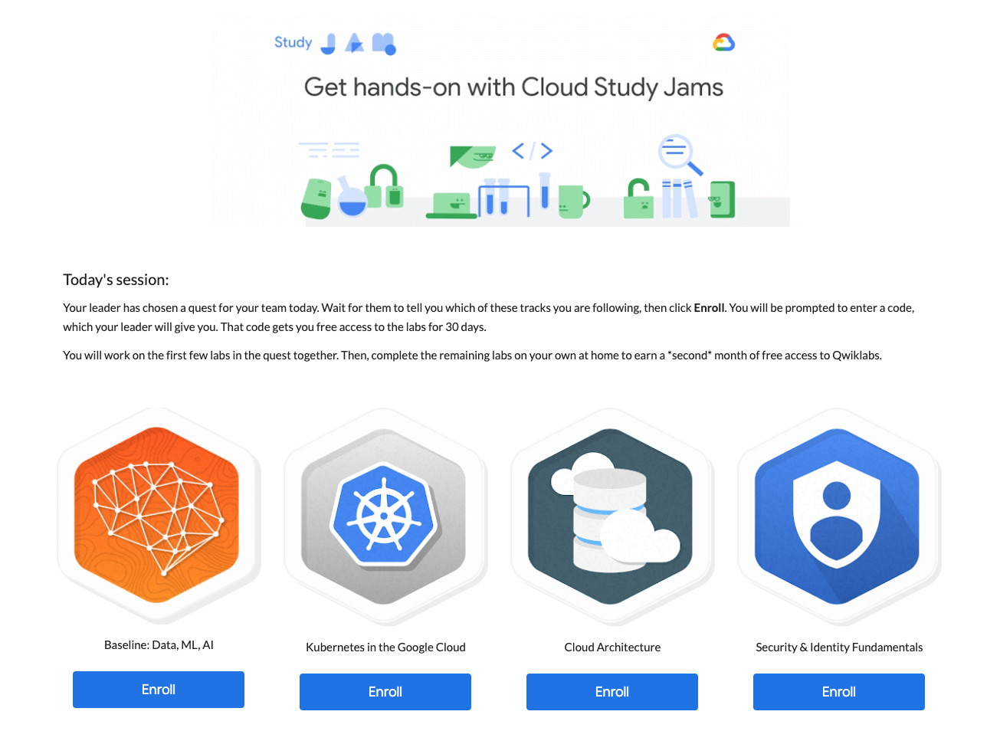 Study JAM
Get hands-on with Cloud Study Jams
</>
Today's session:
Your leader has chosen a quest for your team today. Wait for them to tell you which of these tracks you are following, then click Enroll. You will be prompted to enter a code,
which your leader will give you. That code gets you free access to the labs for 30 days.
You will work on the first few labs in the quest together. Then, complete the remaining labs on your own at home to earn a *second* month of free access to Qwiklabs.
Baseline: Data, ML, AI
Kubernetes in the Google Cloud
Cloud Architecture
Security & Identity Fundamentals
Enroll
Enroll
Enroll
Enroll